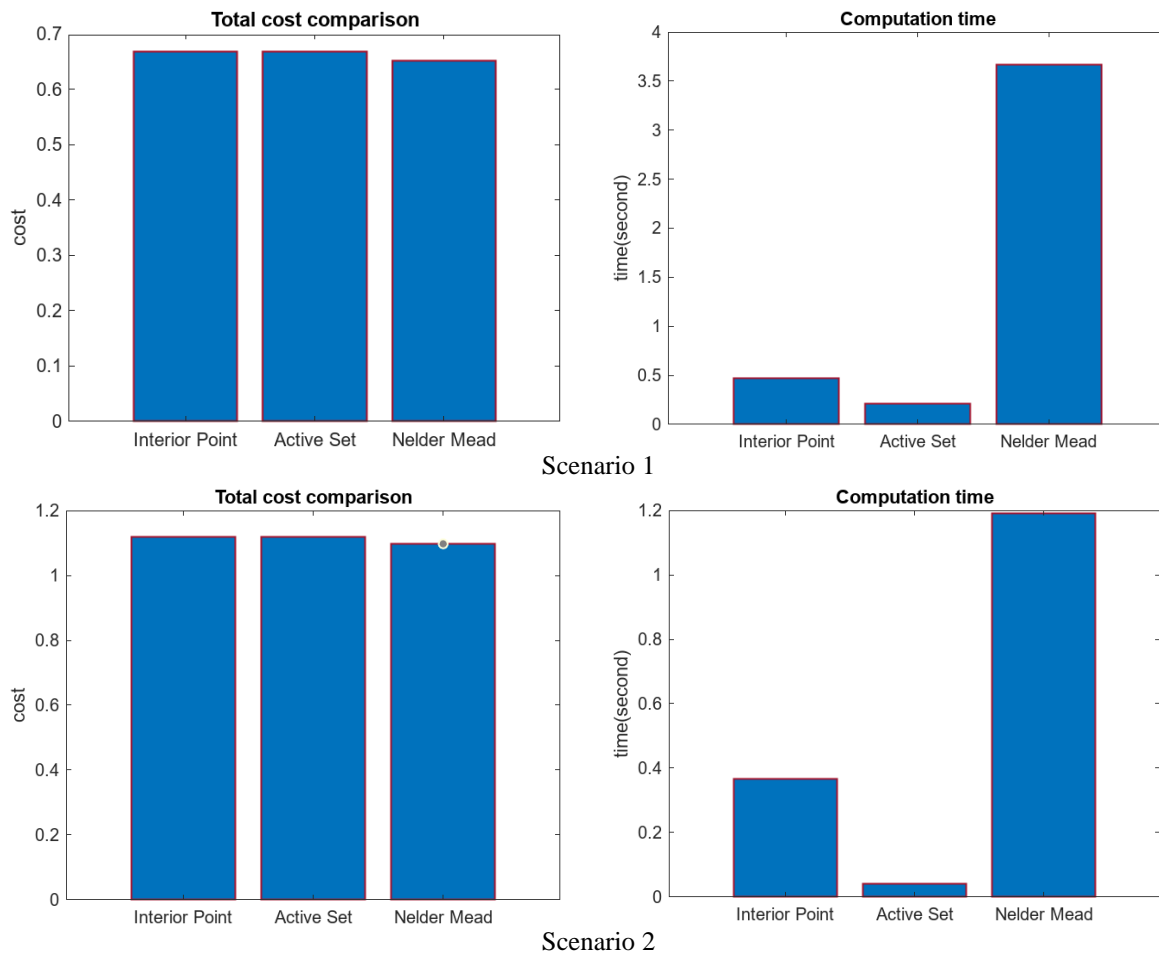 Total cost comparison
0.7
0.6
0.5
0.4
0.3
0.2
0.1
0
cost
Interior Point Active Set Nelder Mead
Computation time
4
3.5
3
2.5
2
1.5
1
0.5
0
time(second)
Interior Point Active Set Nelder Mead
Scenario 1
Total cost comparison
1.2
1
0.8
0.6
0.4
0.2
0
cost
Interior Point Active Set Nelder Mead
Computation time
1.2
1
0.8
0.6
0.4
0.2
0
time(second)
Interior Point Active Set Nelder Mead
Scenario 2